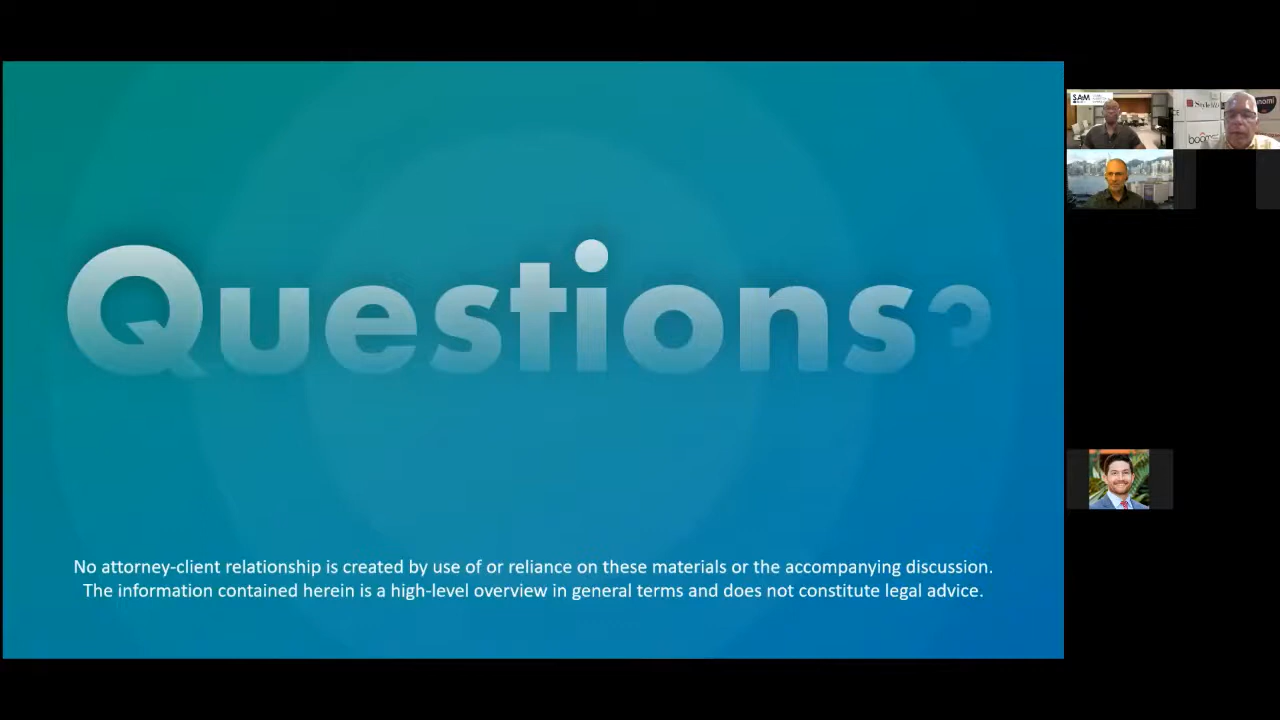 Questions?
No attorney-client relationship is created by use of or reliance on these materials or the accompanying discussion.
The information contained herein is a high-level overview in general terms and does not constitute legal advice.